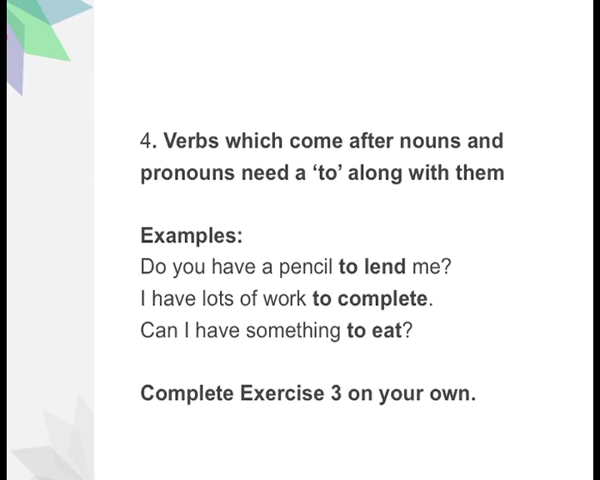 4. Verbs which come after nouns and
pronouns need a ‘to’ along with them
Examples:
Do you have a pencil to lend me?
I have lots of work to complete.
Can I have something to eat?
Complete Exercise 3 on your own.